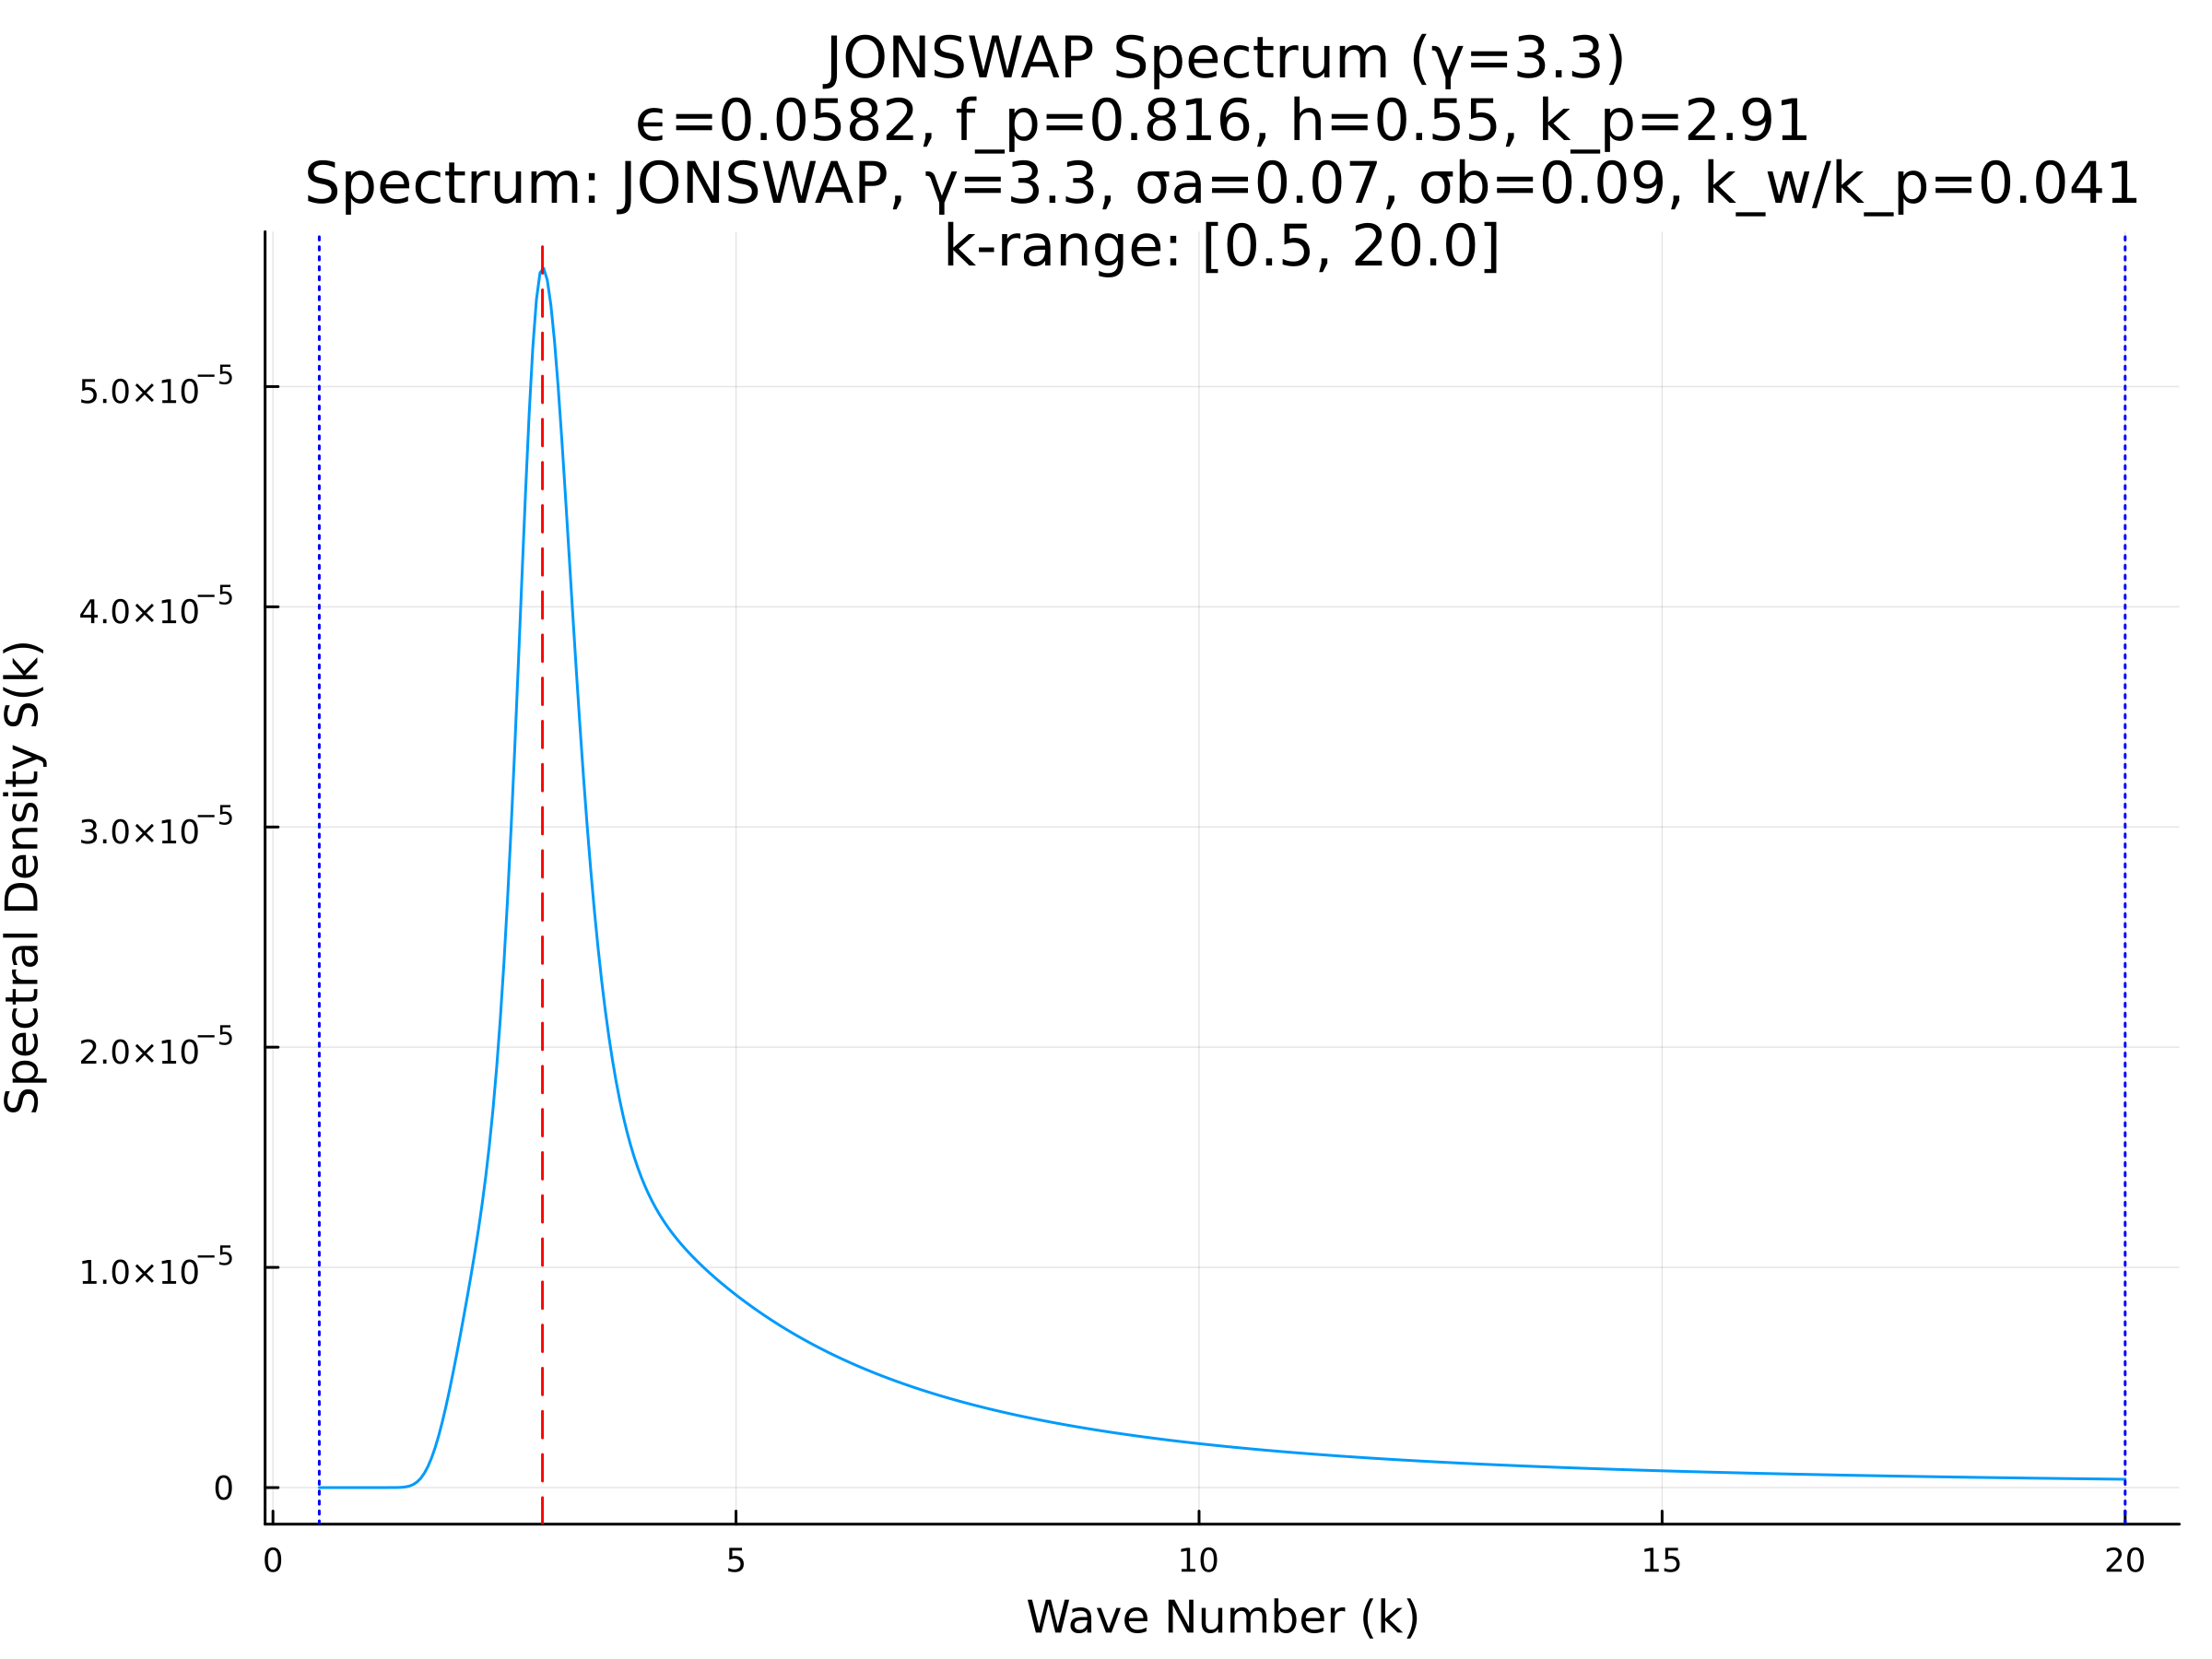 JONSWAP Spectrum (γ=3.3)
ϵ=0.0582, f_p=0.816, h=0.55, k_p=2.91
Spectrum: JONSWAP, γ=3.3, σa=0.07, σb=0.09, k_w/k_p=0.041
k-range: [0.5, 20.0]
Spectral Density S(k)
5.0×10⁻⁵
4.0×10⁻⁵
3.0×10⁻⁵
2.0×10⁻⁵
1.0×10⁻⁵
0
0 5 10 15 20
Wave Number (k)